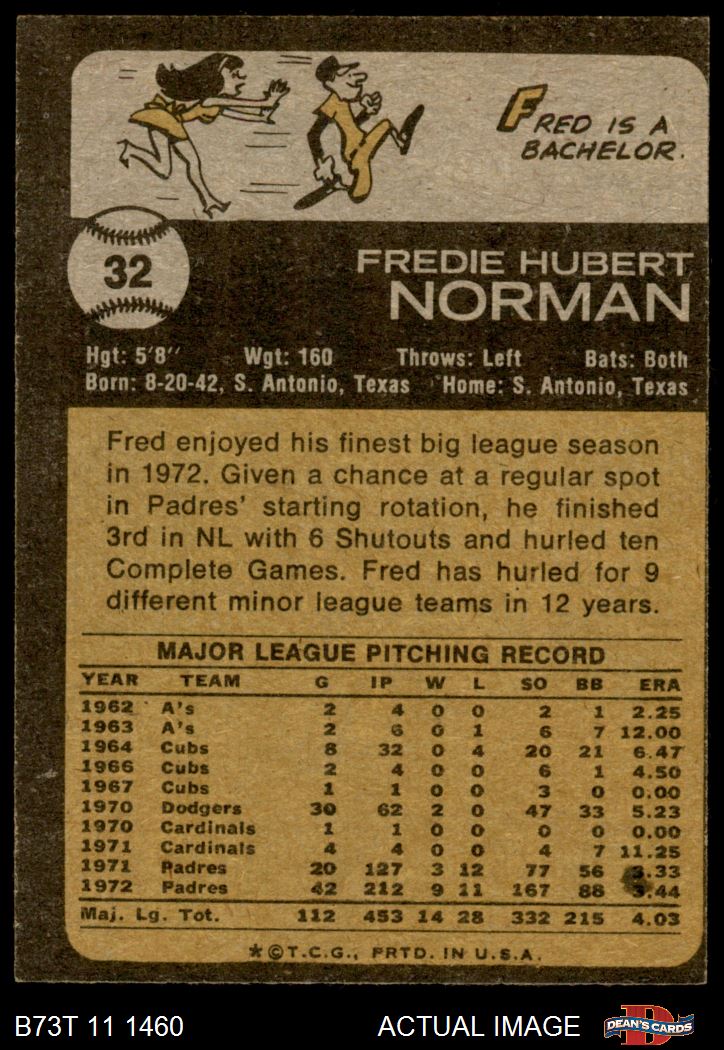 FRED IS A
BACHELOR.
32
FREDIE HUBERT
NORMAN
Hgt: 5'8" Wgt: 160 Throws: Left Bats: Both
Born: 8-20-42, S. Antonio, Texas Home: S. Antonio, Texas
Fred enjoyed his finest big league season
in 1972. Given a chance at a regular spot
in Padres' starting rotation, he finished
3rd in NL with 6 Shutouts and hurled ten
Complete Games. Fred has hurled for 9
different minor league teams in 12 years.
MAJOR LEAGUE PITCHING RECORD
YEAR TEAM G IP W L SO BB ERA
1962 A's 2 4 0 0 2 1 2.25
1963 A's 2 6 0 1 6 7 12.00
1964 Cubs 8 32 0 4 20 21 6.47
1966 Cubs 2 4 0 0 6 1 4.50
1967 Cubs 1 1 0 0 3 0 0.00
1970 Dodgers 30 62 2 0 47 33 5.23
1970 Cardinals 1 1 0 0 0 0 0.00
1971 Cardinals 4 4 0 0 4 7 11.25
1971 Padres 20 127 3 12 77 56 3.33
1972 Padres 42 212 9 11 167 88 3.44
Maj. Lg. Tot. 112 453 14 28 332 215 4.03
*©T.C.G., PRTD. IN U.S.A.
B73T 11 1460 ACTUAL IMAGE D DEAN'S CARDS